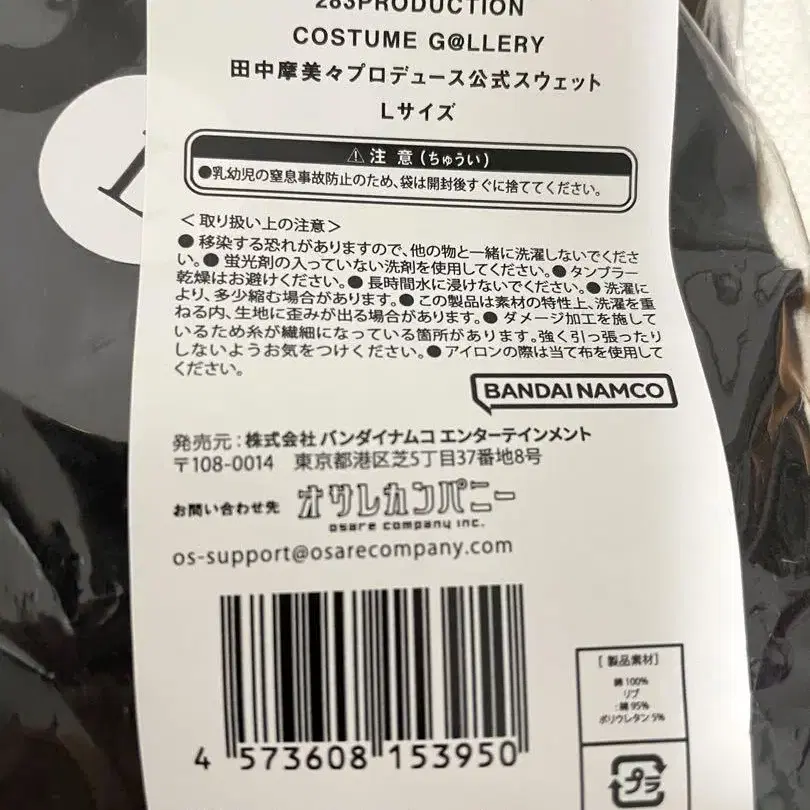 283PRODUCTION
COSTUME G@LLERY
田中摩美々プロデュース公式スウェット
Lサイズ
⚠注 意(ちゅうい)
●乳幼児の窒息事故防止のため、袋は開封後すぐに捨ててください。
＜取り扱い上の注意＞
●移染する恐れがありますので、他の物と一緒に洗濯しないでくださ
い。●蛍光剤の入っていない洗剤を使用してください。●タンブラー
乾燥はお避けください。●長時間水に浸けないでください。●洗濯に
より、多少縮む場合があります。●この製品は素材の特性上、洗濯を重
ねる内、生地に歪みが出る場合があります。●ダメージ加工を施して
いるため糸が繊細になっている箇所があります。強く引っ張ったり
しないようお気をつけください。●アイロンの際は当て布を使用して
ください。
BANDAI NAMCO
発売元：株式会社 バンダイナムコ エンターテインメント
〒108-0014 東京都港区芝5丁目37番地8号
お問い合わせ先 オサレカンパニー
osare company inc.
os-support@osarecompany.com
4 573608 153950
[製品素材]
綿 100%
リブ
:綿 95%
ポリウレタン 5%
プラ